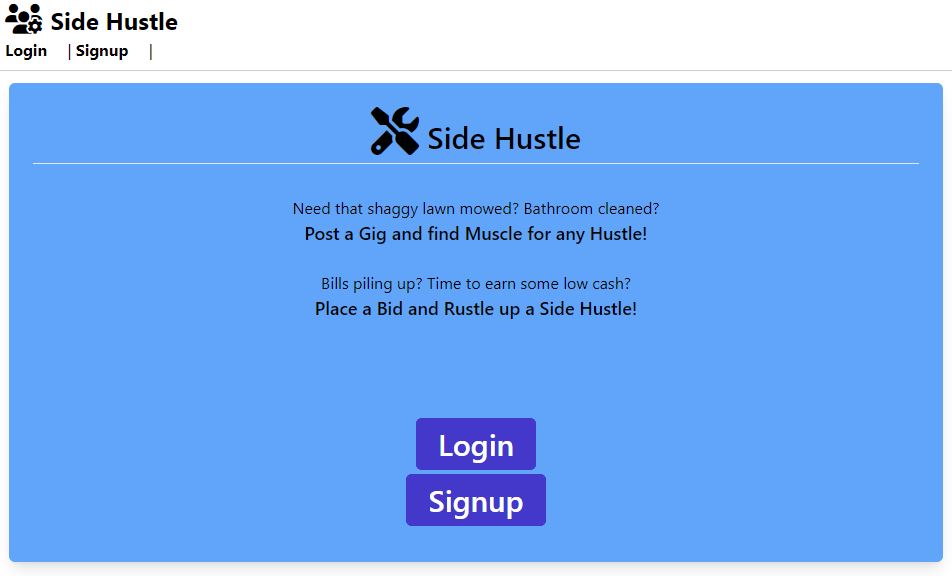 Side Hustle
Login | Signup |
Side Hustle
Need that shaggy lawn mowed? Bathroom cleaned?
Post a Gig and find Muscle for any Hustle!
Bills piling up? Time to earn some low cash?
Place a Bid and Rustle up a Side Hustle!
Login
Signup